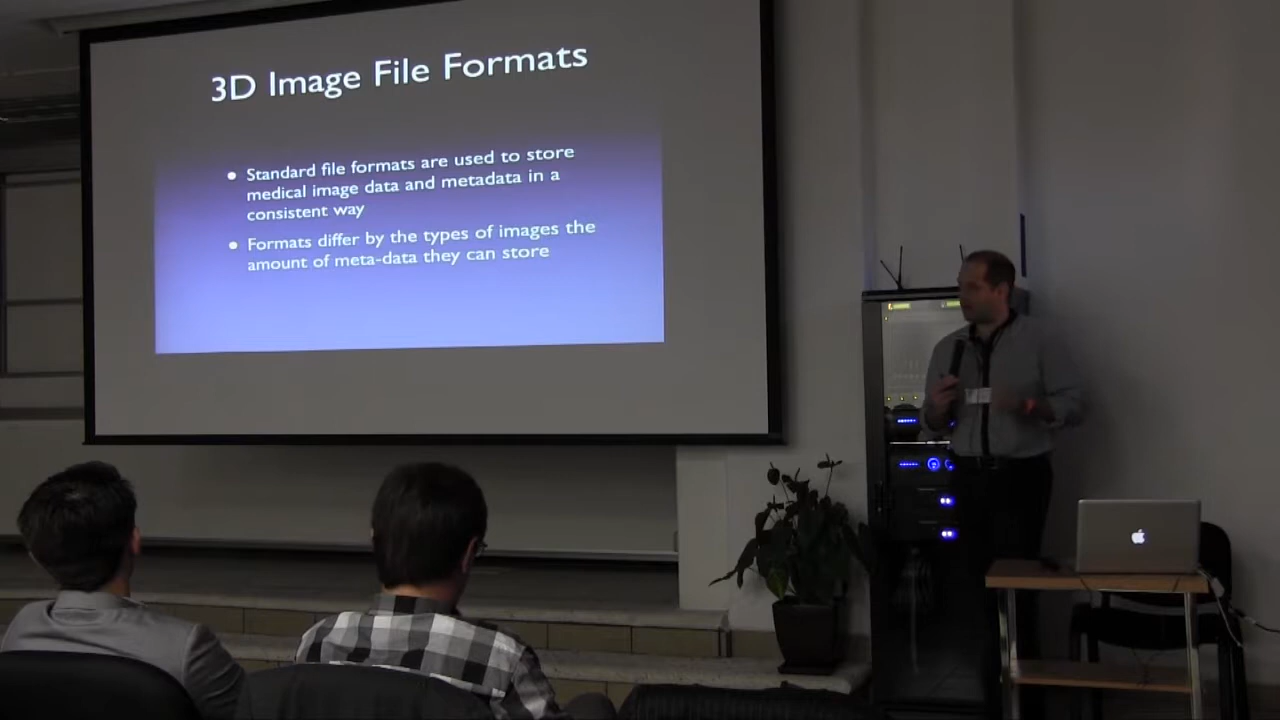 3D Image File Formats
• Standard file formats are used to store
medical image data and metadata in a
consistent way
• Formats differ by the types of images the
amount of meta-data they can store